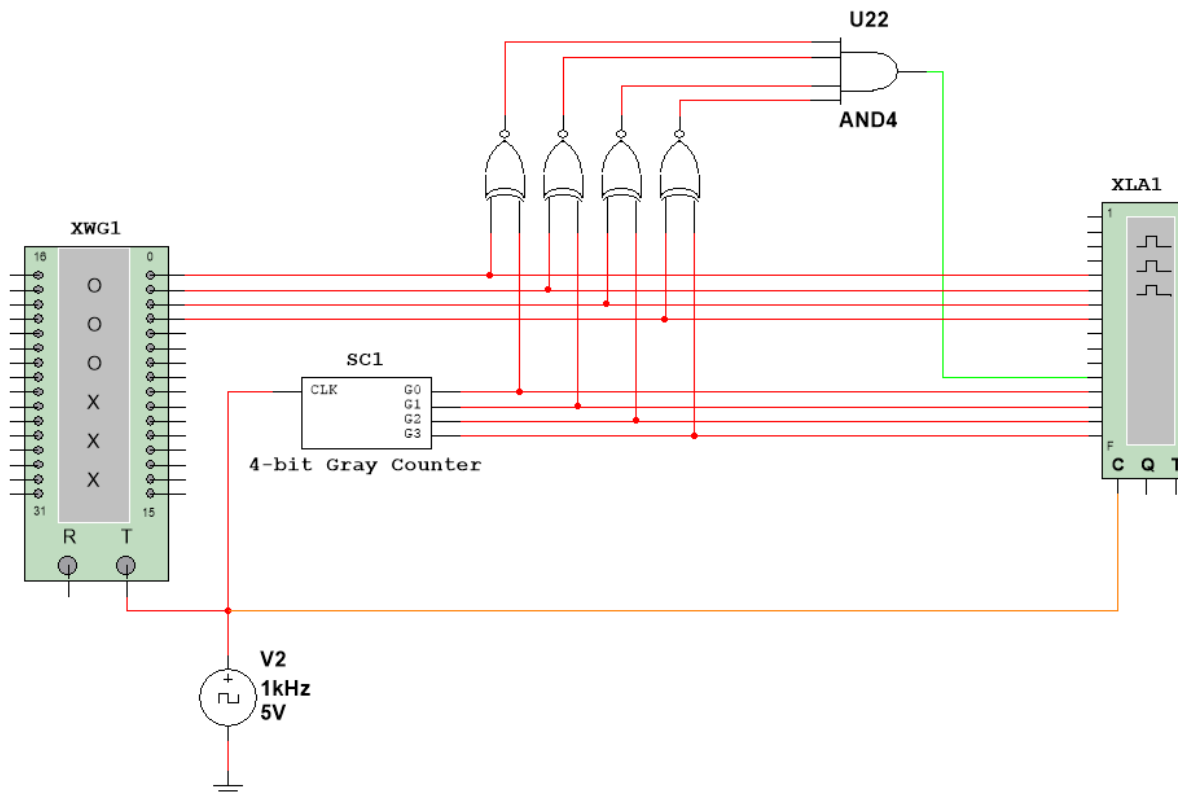 U22
AND4
XLA1
1
F
C Q T
XWG1
16 0
O
O
O
X
X
X
31 15
R T
SC1
CLK G0
G1
G2
G3
4-bit Gray Counter
V2
1kHz
5V